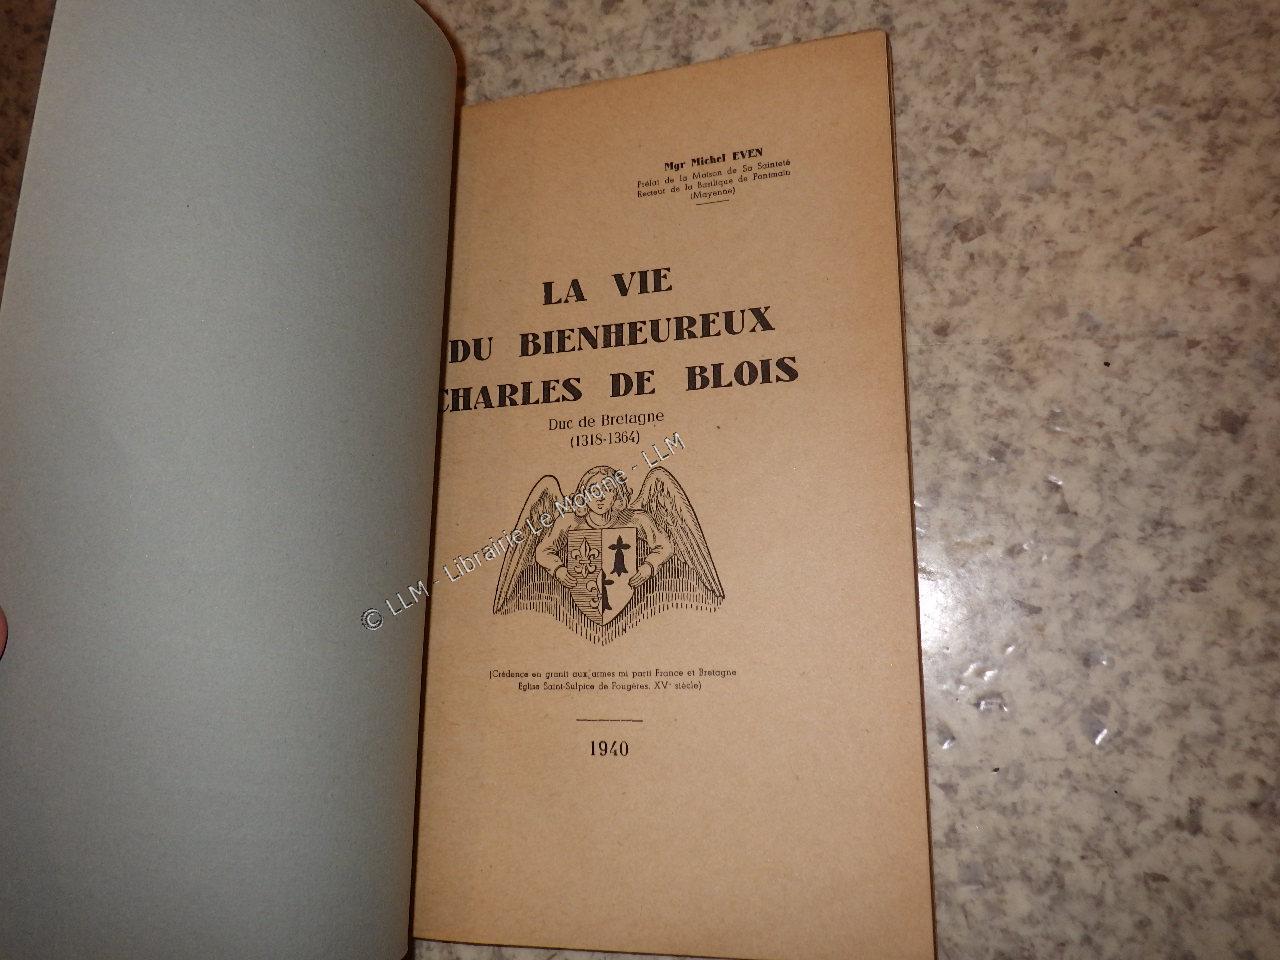 Mgr Michel EVEN
Prélat de la Maison de Sa Sainteté
Recteur de la Basilique de Pontmain
(Mayenne)
LA VIE
DU BIENHEUREUX
CHARLES DE BLOIS
Duc de Bretagne
(1318-1364)
© LLM - Librairie Le Moigne - LLM
(Crédence en granit aux armes mi parti France et Bretagne
Eglise Saint-Sulpice de Fougères, XVe siècle)
1940